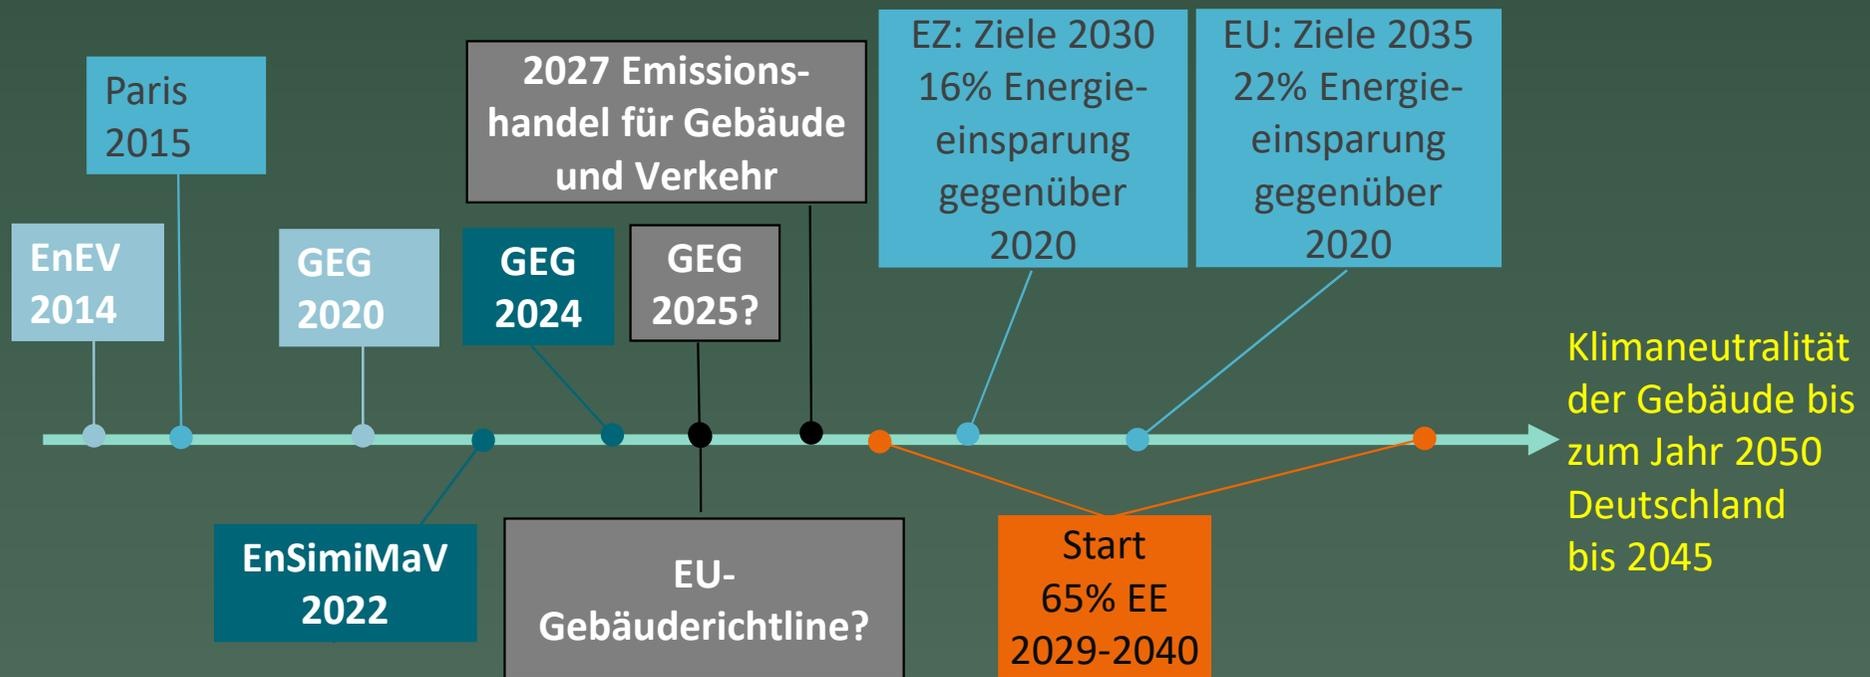 Paris
2015
2027 Emissions-
handel für Gebäude
und Verkehr
EZ: Ziele 2030
16% Energie-
einsparung
gegenüber
2020
EU: Ziele 2035
22% Energie-
einsparung
gegenüber
2020
EnEV
2014
GEG
2020
GEG
2024
GEG
2025?
Klimaneutralität
der Gebäude bis
zum Jahr 2050
Deutschland
bis 2045
EnSimiMaV
2022
EU-
Gebäuderichtline?
Start
65% EE
2029-2040